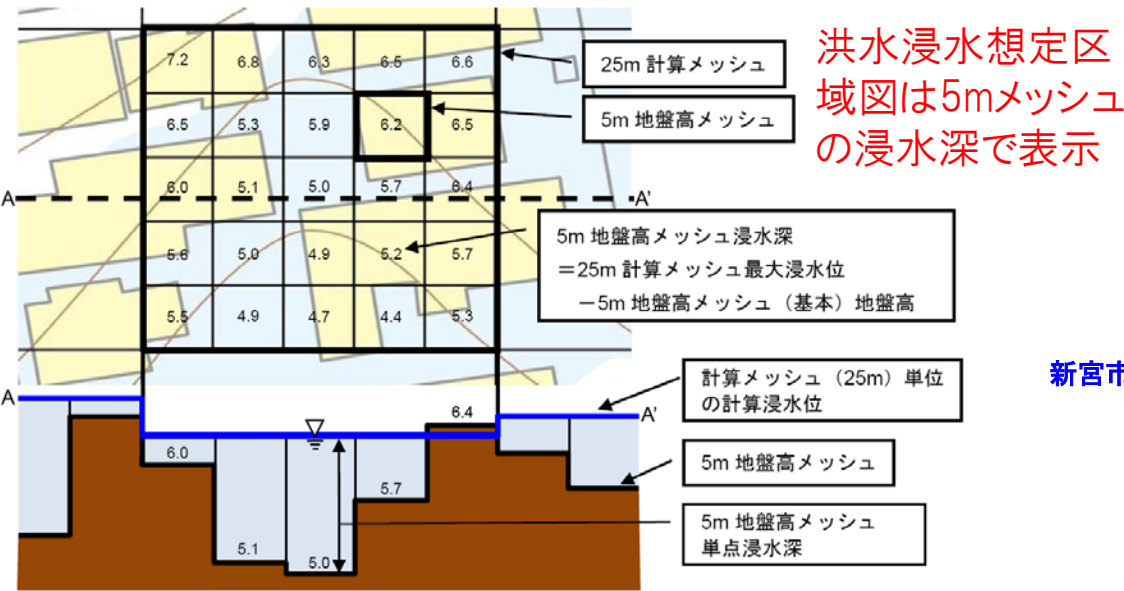 洪水浸水想定区
域図は5mメッシュ
の浸水深で表示
25m 計算メッシュ
5m 地盤高メッシュ
7.2 6.8 6.3 6.5 6.6
6.5 5.3 5.9 6.2 6.5
A 6.0 5.1 5.0 5.7 6.4 A'
5.6 5.0 4.9 5.2 5.7
5.5 4.9 4.7 4.4 5.3
5m 地盤高メッシュ浸水深
＝25m 計算メッシュ最大浸水位
－5m 地盤高メッシュ（基本）地盤高
新宮市
計算メッシュ（25m）単位
の計算浸水位
A A'
6.4
6.0
5.7
5.1
5.0
5m 地盤高メッシュ
5m 地盤高メッシュ
単点浸水深